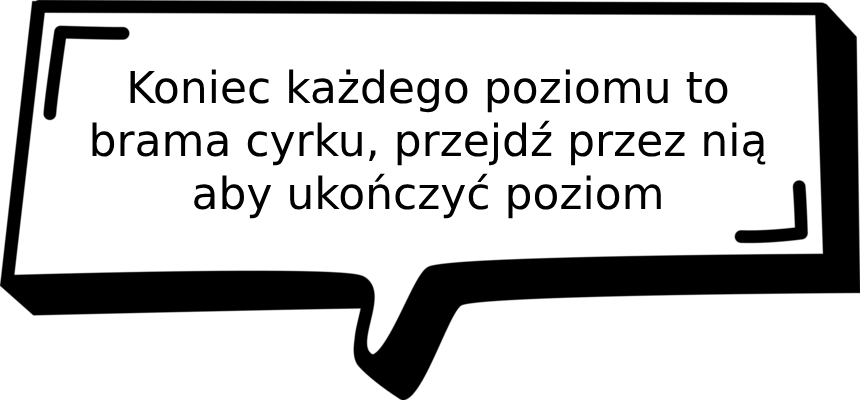 Koniec każdego poziomu to
brama cyrku, przejdź przez nią
aby ukończyć poziom